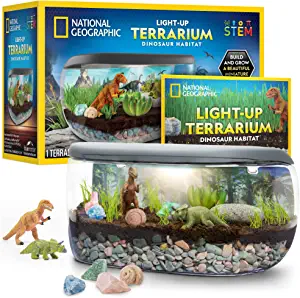 NATIONAL
GEOGRAPHIC
LIGHT-UP
TERRARIUM
DINOSAUR HABITAT
STEM
BUILD AND GROW
A BEAUTIFUL
MINIATURE
NATIONAL
GEOGRAPHIC
LIGHT-UP
TERRARIUM
DINOSAUR HABITAT